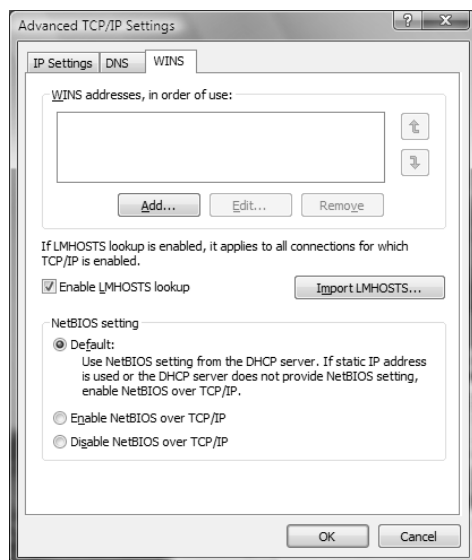 Advanced TCP/IP Settings
? X
IP Settings DNS WINS
WINS addresses, in order of use:
Add... Edit... Remove
If LMHOSTS lookup is enabled, it applies to all connections for which
TCP/IP is enabled.
Enable LMHOSTS lookup Import LMHOSTS...
NetBIOS setting
Default:
Use NetBIOS setting from the DHCP server. If static IP address
is used or the DHCP server does not provide NetBIOS setting,
enable NetBIOS over TCP/IP.
Enable NetBIOS over TCP/IP
Disable NetBIOS over TCP/IP
OK Cancel